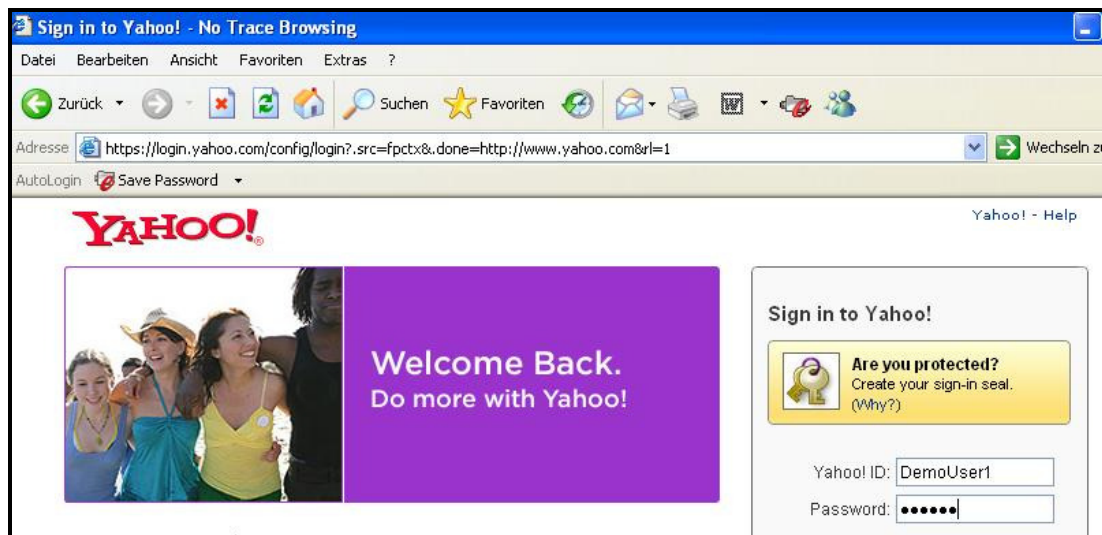 Sign in to Yahoo! - No Trace Browsing
Datei Bearbeiten Ansicht Favoriten Extras ?
Zurück Suchen Favoriten W
Adresse https://login.yahoo.com/config/login?.src=fpctx&.done=http://www.yahoo.com&rl=1 Wechseln zu
AutoLogin Save Password
YAHOO!® Yahoo! - Help
Sign in to Yahoo!
Are you protected?
Create your sign-in seal.
(Why?)
Welcome Back.
Do more with Yahoo!
Yahoo! ID: DemoUser1
Password: ••••••